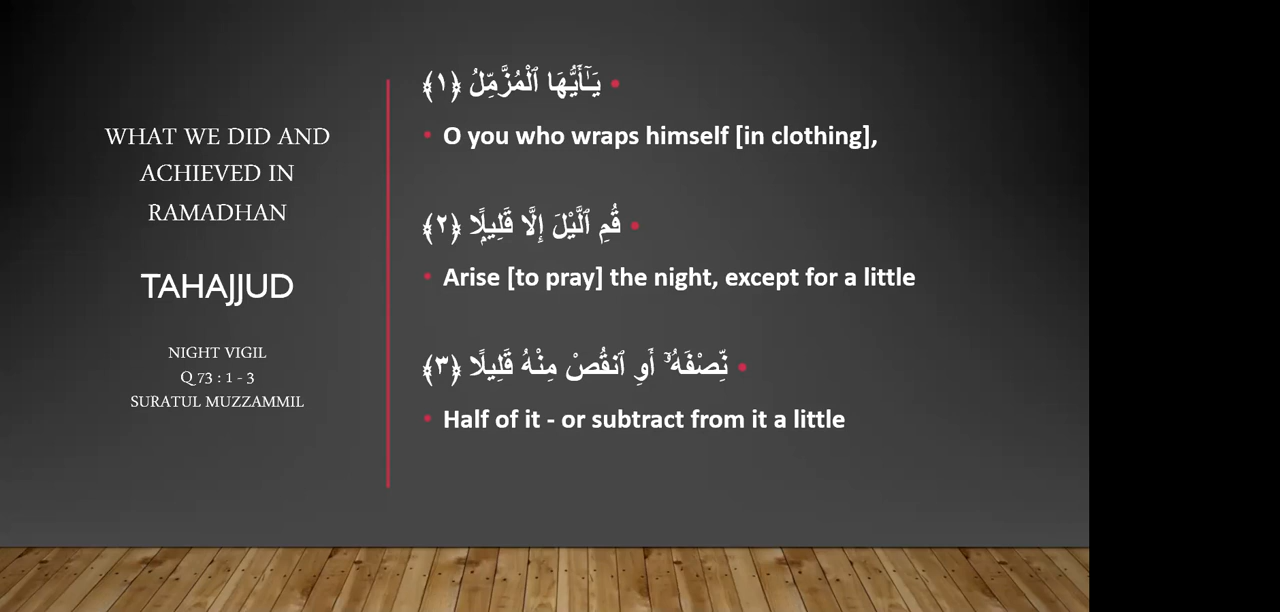 WHAT WE DID AND
ACHIEVED IN
RAMADHAN
TAHAJJUD
NIGHT VIGIL
Q 73 : 1 - 3
SURATUL MUZZAMMIL
• يَـٰٓأَيُّهَا ٱلْمُزَّمِّلُ ﴿١﴾
• O you who wraps himself [in clothing],
• قُمِ ٱلَّيْلَ إِلَّا قَلِيلًۭا ﴿٢﴾
• Arise [to pray] the night, except for a little
• نِّصْفَهُۥٓ أَوِ ٱنقُصْ مِنْهُ قَلِيلًا ﴿٣﴾
• Half of it - or subtract from it a little